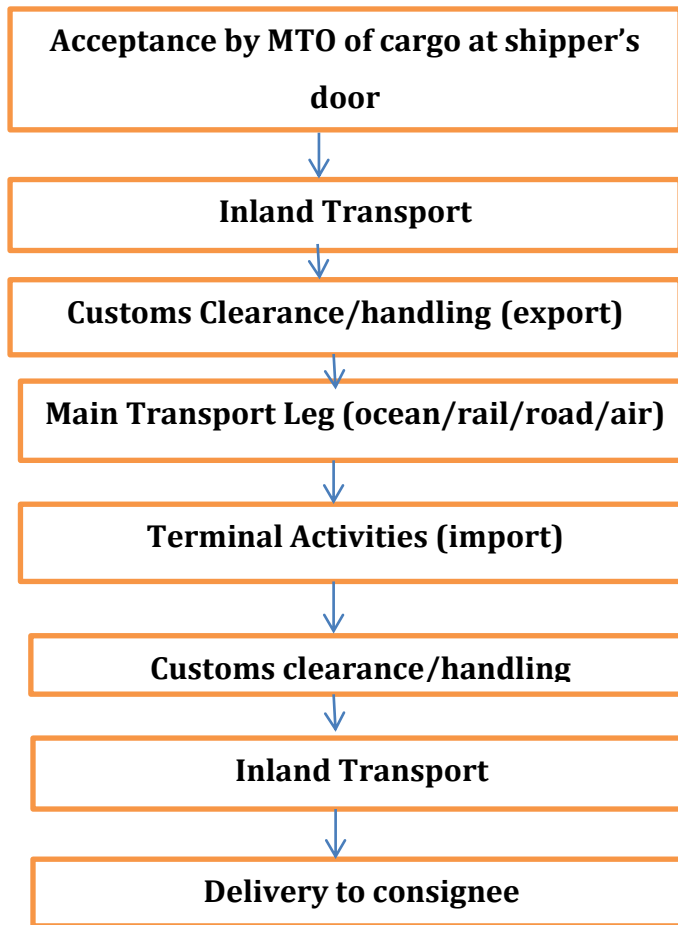 Acceptance by MTO of cargo at shipper’s
door
Inland Transport
Customs Clearance/handling (export)
Main Transport Leg (ocean/rail/road/air)
Terminal Activities (import)
Customs clearance/handling
Inland Transport
Delivery to consignee